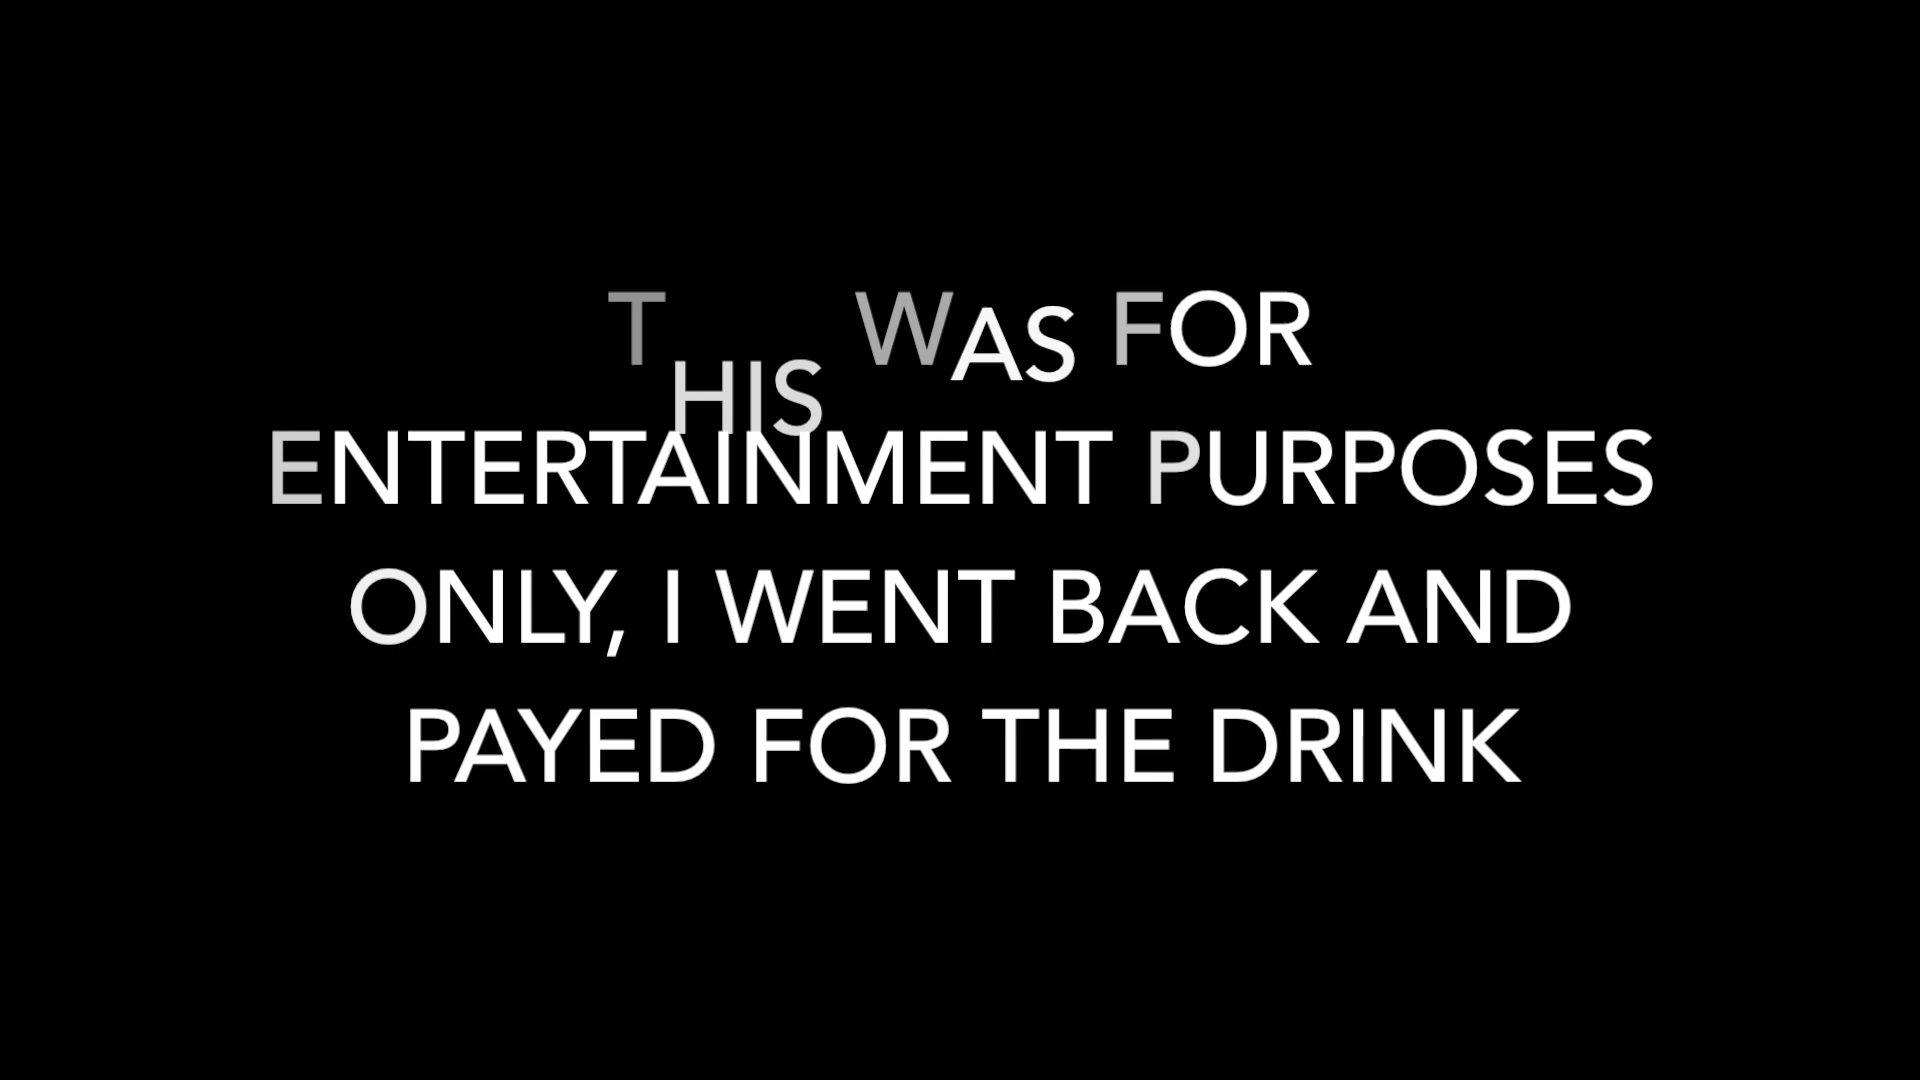 THIS WAS FOR
ENTERTAINMENT PURPOSES
ONLY, I WENT BACK AND
PAYED FOR THE DRINK